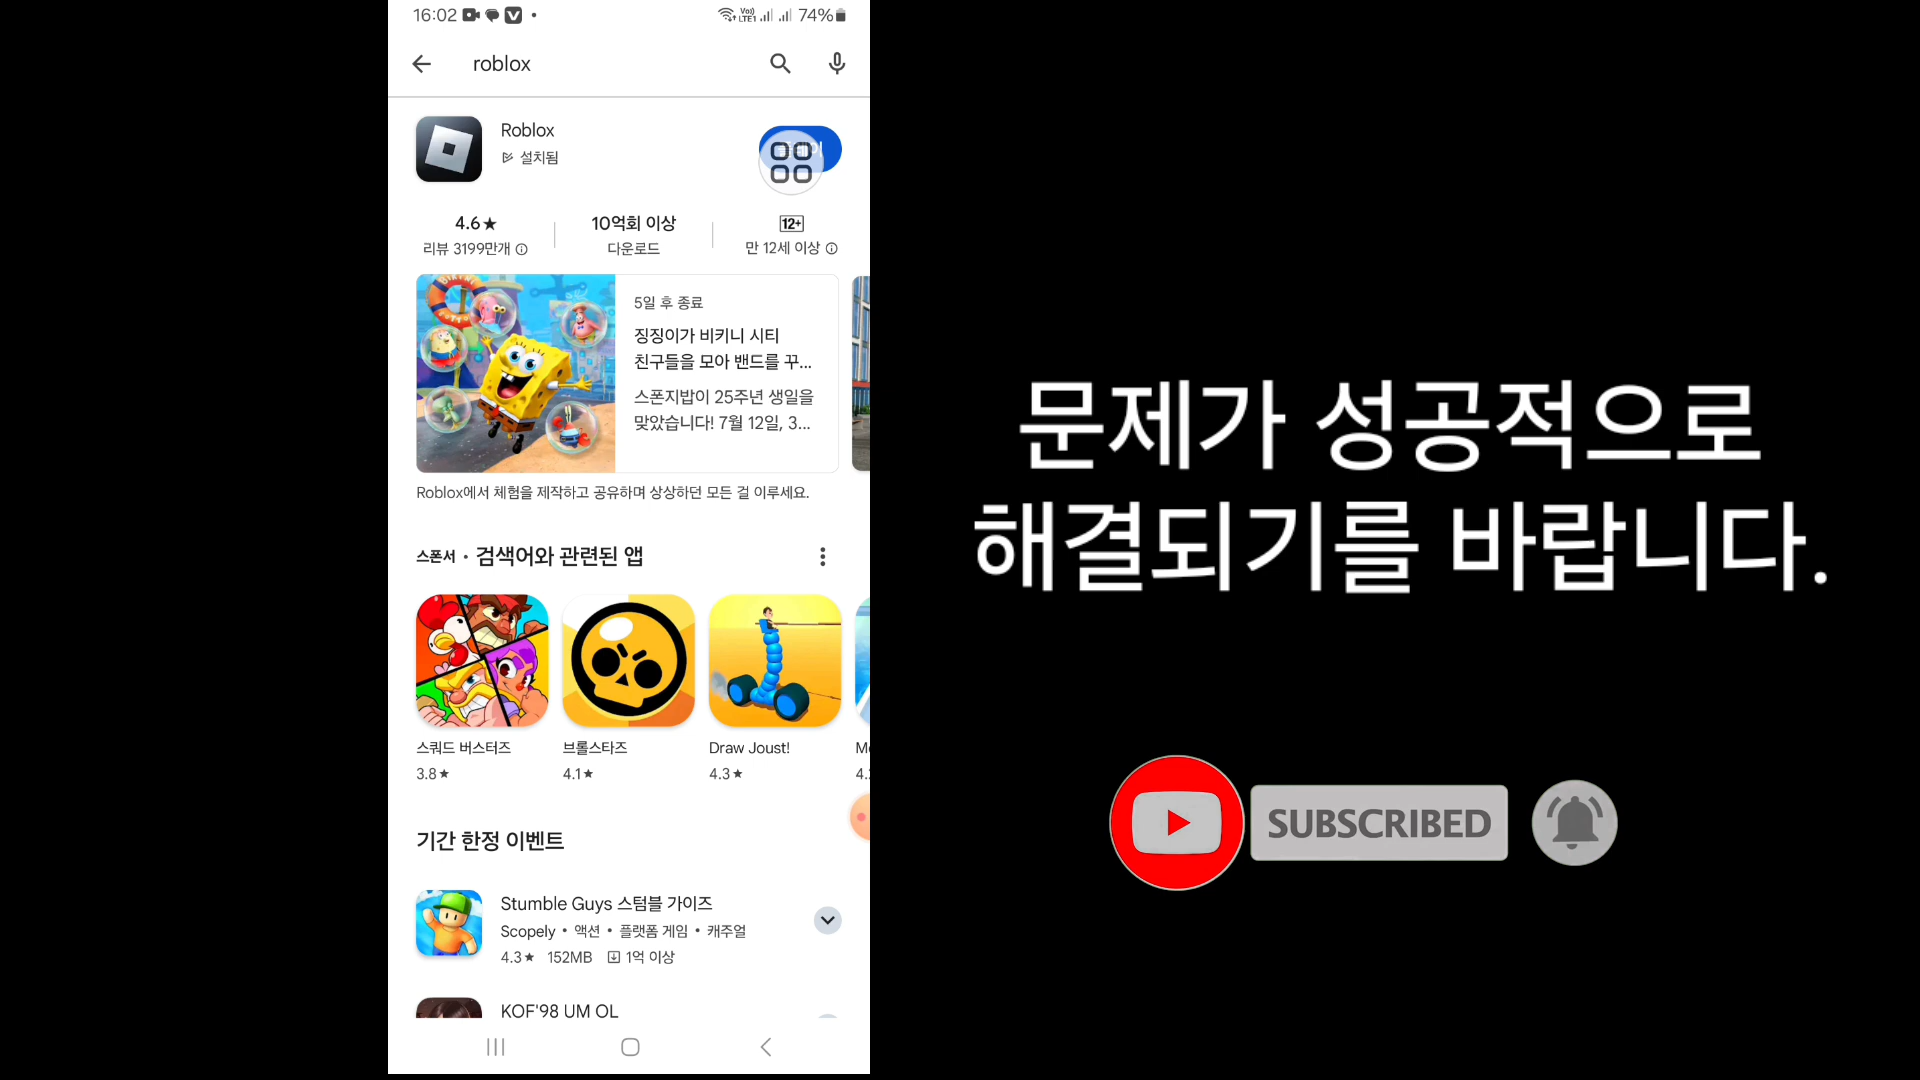 16:02
Vo)) LTE1 74%
roblox
Roblox
설치됨
4.6★
리뷰 3199만개
10억회 이상
다운로드
12+
만 12세 이상
5일 후 종료
징징이가 비키니 시티
친구들을 모아 밴드를 꾸...
스폰지밥이 25주년 생일을
맞았습니다! 7월 12일, 3...
Roblox에서 체험을 제작하고 공유하며 상상하던 모든 걸 이루세요.
스폰서 • 검색어와 관련된 앱
스쿼드 버스터즈
3.8★
브롤스타즈
4.1★
Draw Joust!
4.3★
기간 한정 이벤트
Stumble Guys 스텀블 가이즈
Scopely • 액션 • 플랫폼 게임 • 캐주얼
4.3★ 152MB 1억 이상
KOF'98 UM OL
문제가 성공적으로
해결되기를 바랍니다.
SUBSCRIBED